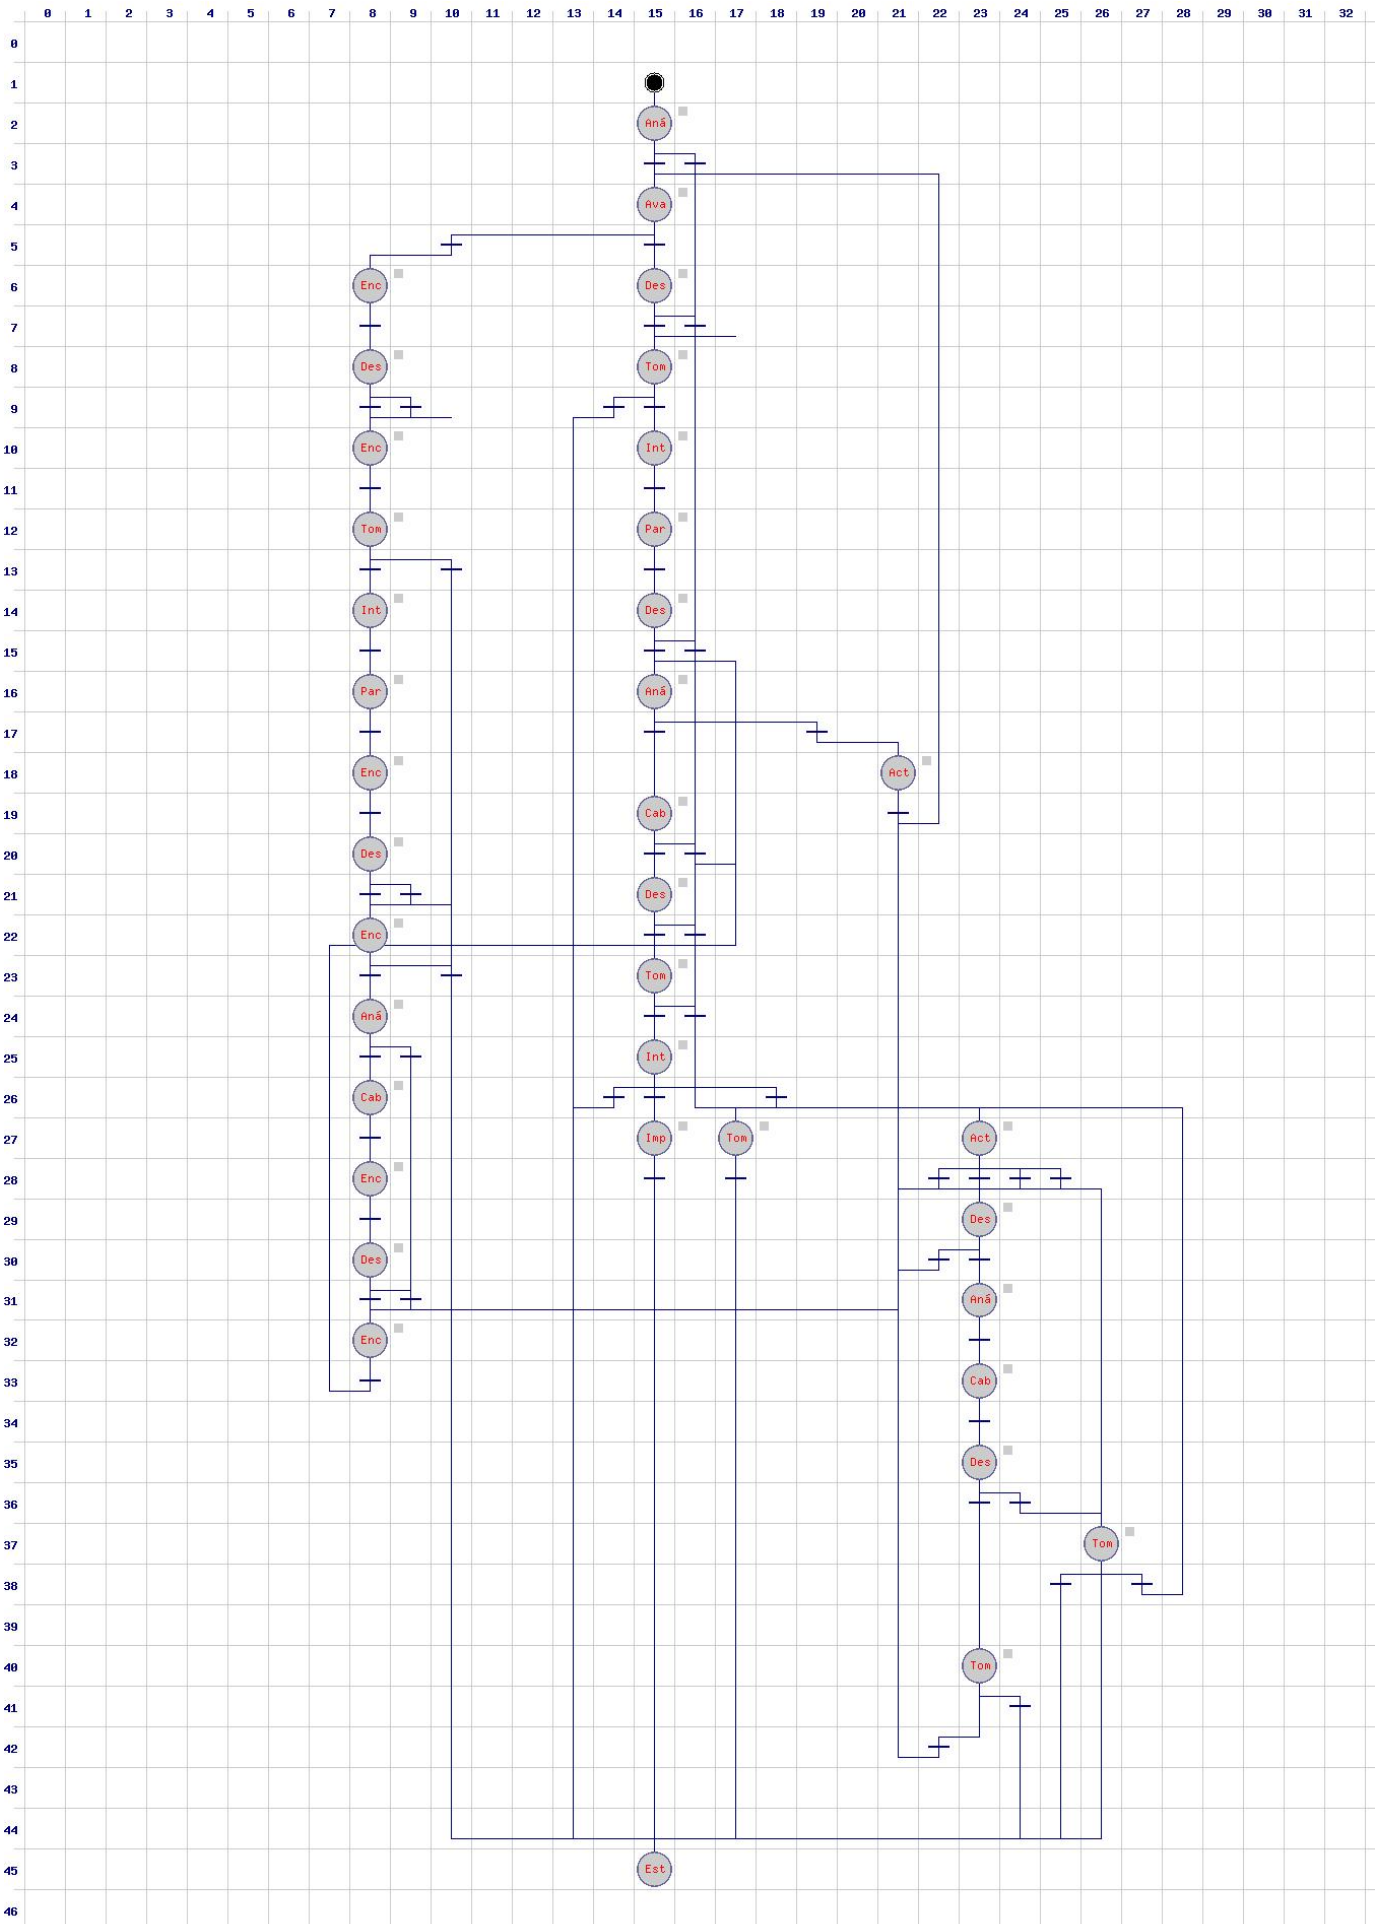 0 1 2 3 4 5 6 7 8 9 10 11 12 13 14 15 16 17 18 19 20 21 22 23 24 25 26 27 28 29 30 31 32
0
1
2 Aná
3
4 Ava
5
6 Enc Des
7
8 Des Tom
9
10 Enc Int
11
12 Tom Par
13
14 Int Des
15
16 Par Aná
17
18 Enc Act
19 Cab
20 Des
21 Des
22 Enc
23 Tom
24 Aná
25 Int
26 Cab
27 Imp Tom Act
28 Enc
29 Des
30 Des
31 Aná
32 Enc
33 Cab
34
35 Des
36
37 Tom
38
39
40 Tom
41
42
43
44
45 Est
46